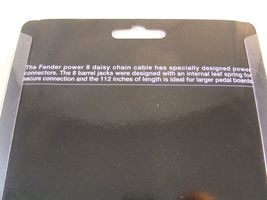 The Fender power 8 daisy chain cable has specially designed power
connectors. The 8 barrel jacks were designed with an internal leaf spring for
secure connection and the 112 inches of length is ideal for larger pedal boards